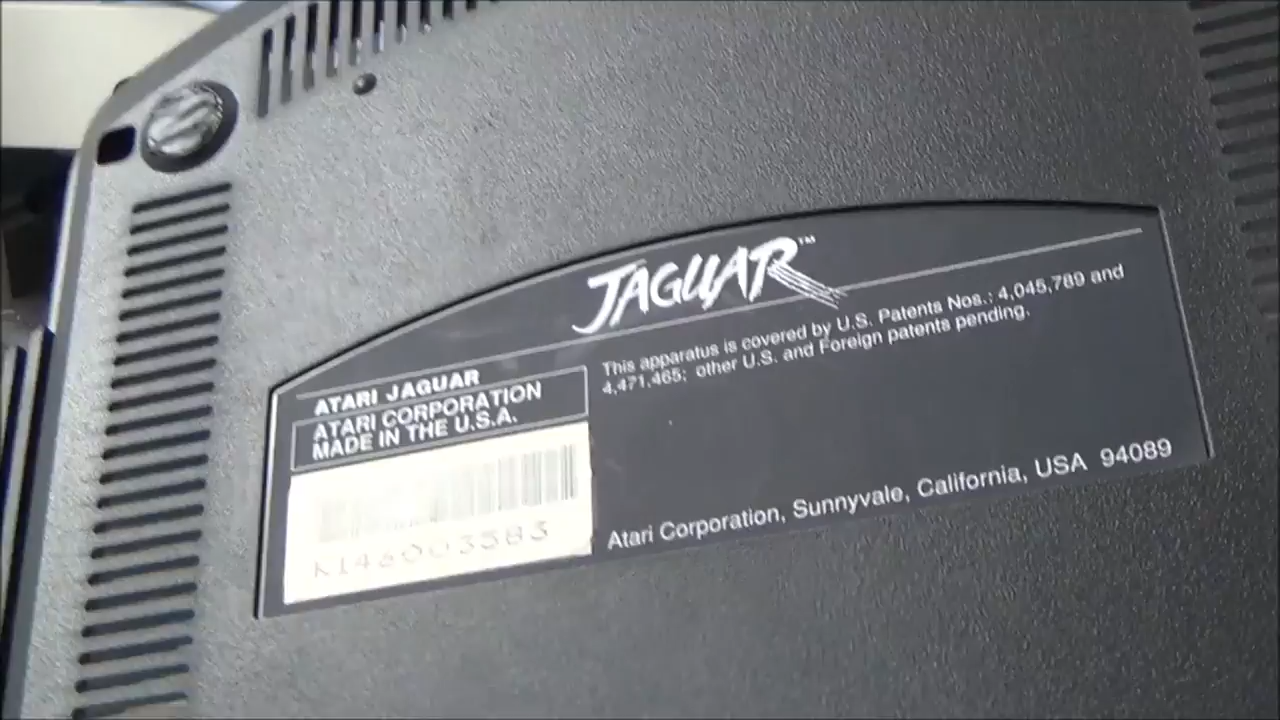 JAGUAR™
ATARI JAGUAR
ATARI CORPORATION
MADE IN THE U.S.A.
This apparatus is covered by U.S. Patents Nos.: 4,045,789 and
4,471,465; other U.S. and Foreign patents pending.
K146003583
Atari Corporation, Sunnyvale, California, USA 94089